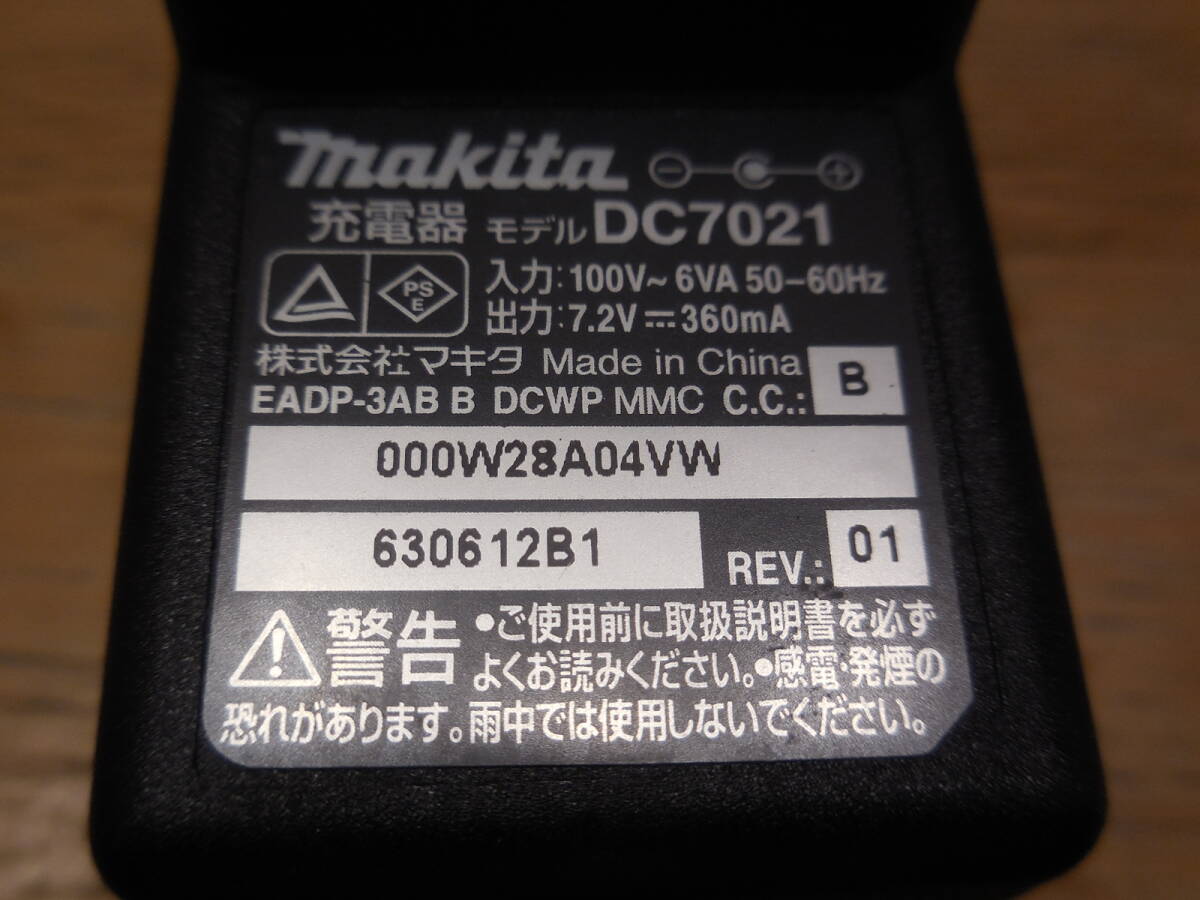 makita
充電器 モデル DC7021
PS
E
入力:100V~ 6VA 50-60Hz
出力:7.2V⎓360mA
株式会社マキタ Made in China
EADP-3AB B DCWP MMC C.C.: B
000W28A04VW
630612B1 REV.: 01
警告 •ご使用前に取扱説明書を必ず
よくお読みください。•感電・発煙の
恐れがあります。雨中では使用しないでください。